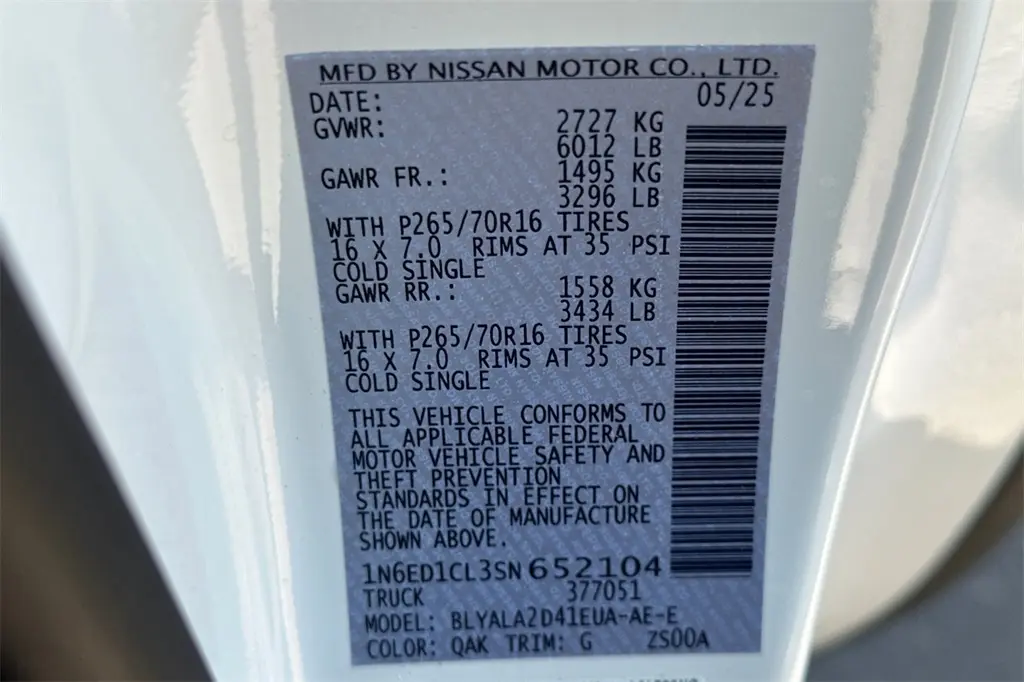 MFD BY NISSAN MOTOR CO., LTD.
DATE: 05/25
GVWR: 2727 KG
6012 LB
GAWR FR.: 1495 KG
3296 LB
WITH P265/70R16 TIRES
16 X 7.0 RIMS AT 35 PSI
COLD SINGLE
GAWR RR.: 1558 KG
3434 LB
WITH P265/70R16 TIRES
16 X 7.0 RIMS AT 35 PSI
COLD SINGLE
THIS VEHICLE CONFORMS TO
ALL APPLICABLE FEDERAL
MOTOR VEHICLE SAFETY AND
THEFT PREVENTION
STANDARDS IN EFFECT ON
THE DATE OF MANUFACTURE
SHOWN ABOVE.
1N6ED1CL3SN652104
TRUCK 377051
MODEL: BLYALA2D41EUA-AE-E
COLOR: QAK TRIM: G ZS00A